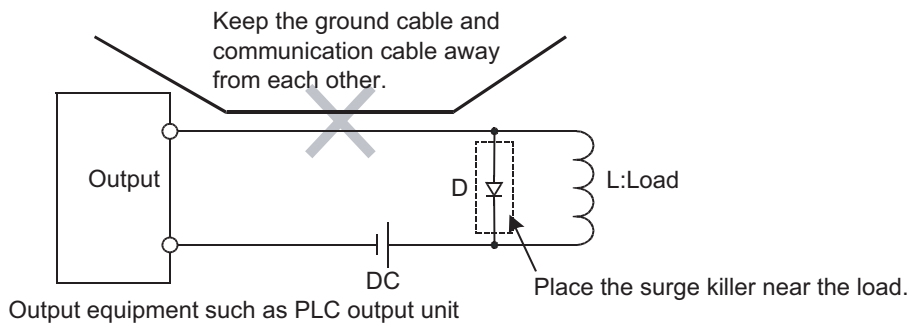 Keep the ground cable and
communication cable away
from each other.
Output
D
L:Load
DC
Place the surge killer near the load.
Output equipment such as PLC output unit